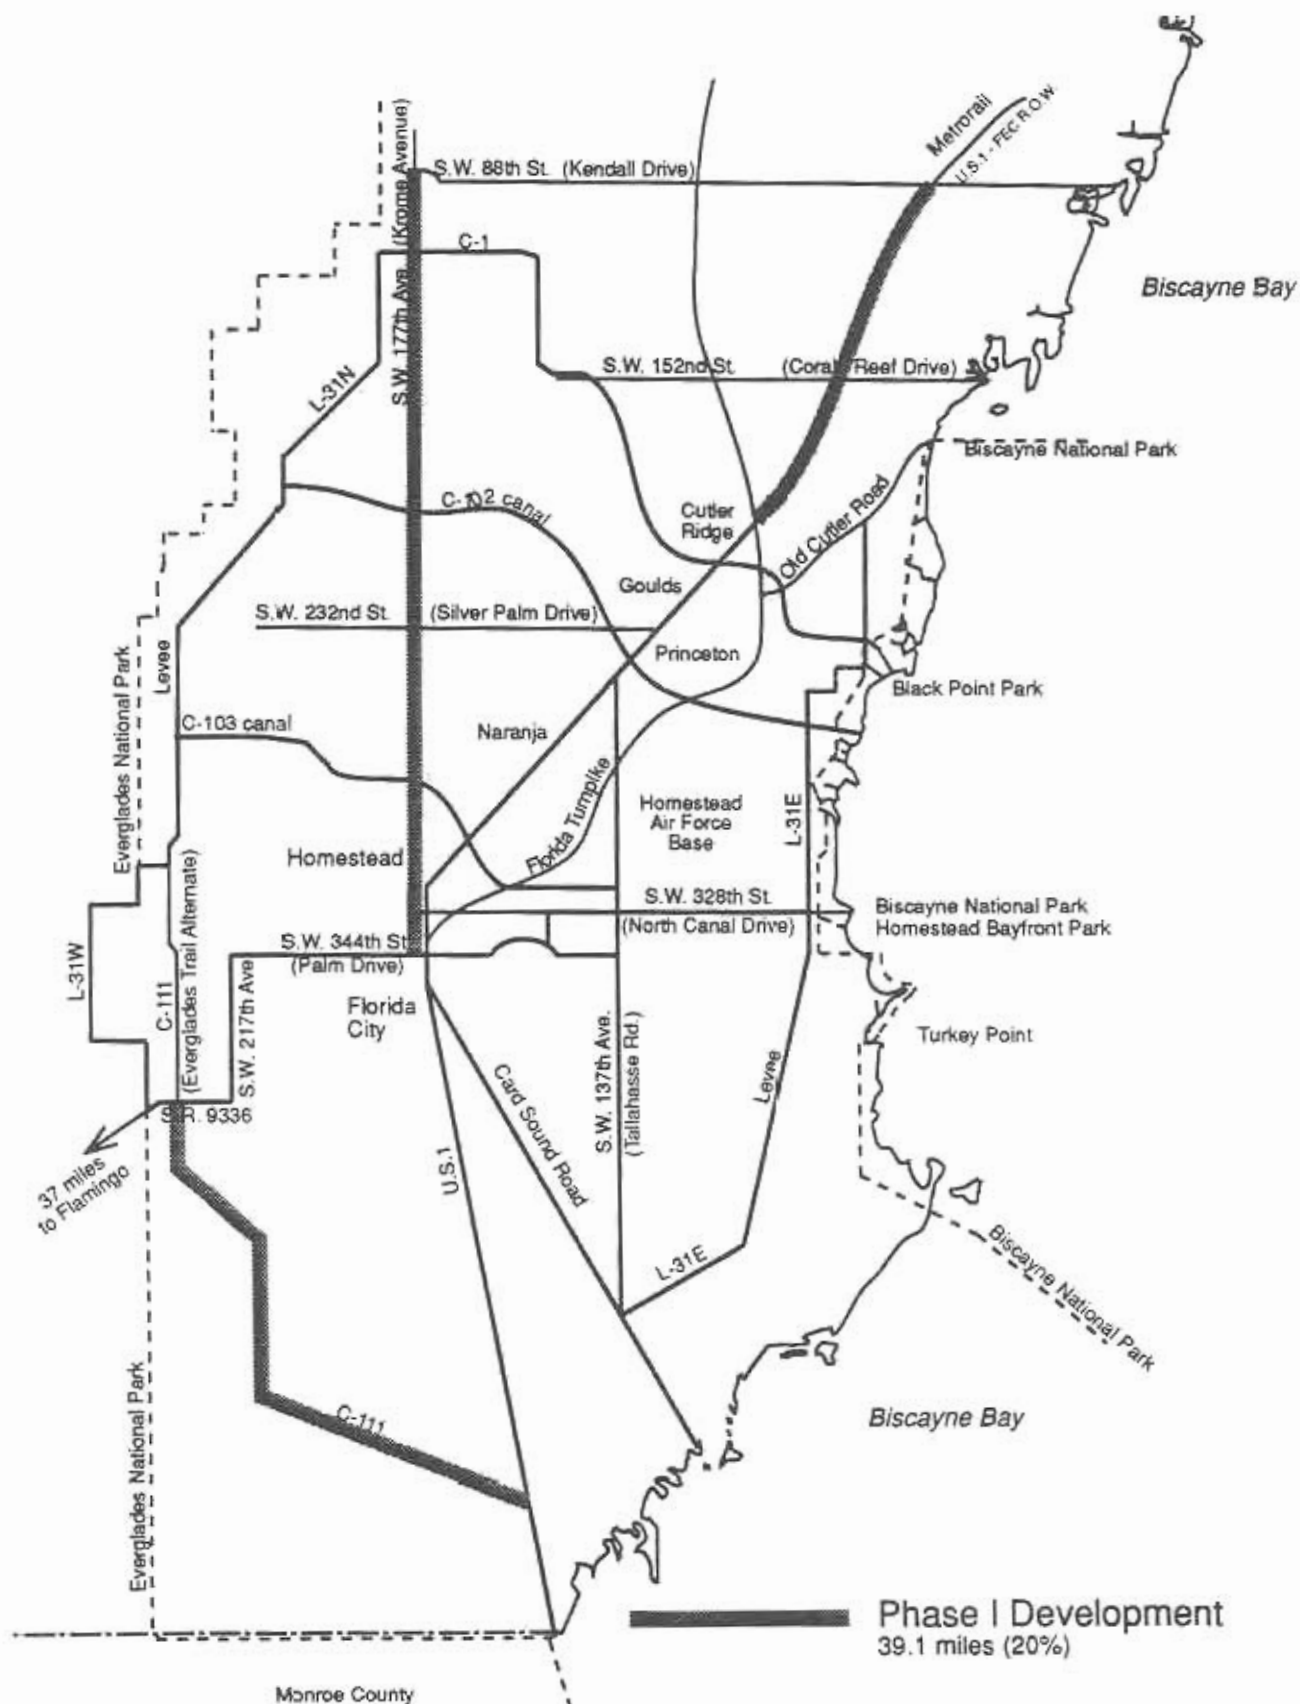 Metrorail
U.S.1 - FEC R.O.W.
S.W. 88th St. (Kendall Drive)
S.W. 177th Ave. (Krome Avenue)
C-1
Biscayne Bay
L-31N
S.W. 152nd St. (Coral Reef Drive)
Biscayne National Park
C-102 canal
Cutler
Ridge
Old Cutler Road
Goulds
S.W. 232nd St. (Silver Palm Drive)
Princeton
Levee
Everglades National Park
Black Point Park
C-103 canal
Naranja
Florida Turnpike
Homestead
Air Force
Base
L-31E
Homestead
S.W. 328th St.
(North Canal Drive)
Biscayne National Park
Homestead Bayfront Park
S.W. 344th St
(Palm Drive)
L-31W
C-111
(Everglades Trail Alternate)
S.W. 217th Ave
Florida
City
Turkey Point
S.W. 137th Ave.
(Tallahasse Rd.)
Levee
Card Sound Road
U.S.1
S.R. 9336
37 miles
to Flamingo
L-31E
Biscayne National Park
C-111
Biscayne Bay
Everglades National Park
Phase I Development
39.1 miles (20%)
Monroe County